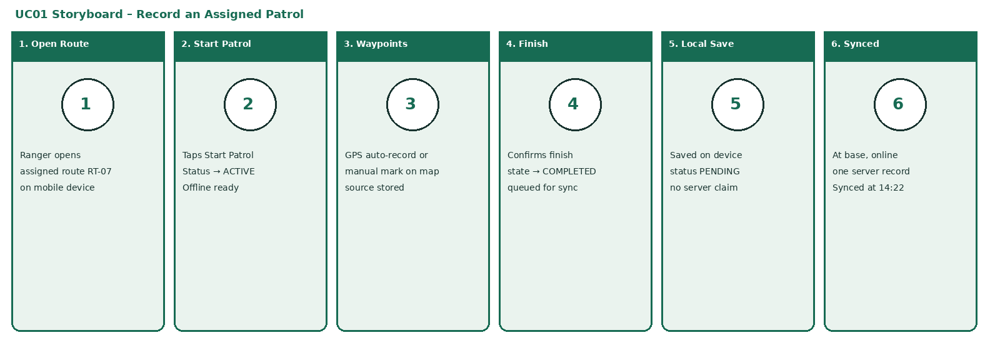 UC01 Storyboard – Record an Assigned Patrol
1. Open Route
1
Ranger opens
assigned route RT-07
on mobile device
2. Start Patrol
2
Taps Start Patrol
Status → ACTIVE
Offline ready
3. Waypoints
3
GPS auto-record or
manual mark on map
source stored
4. Finish
4
Confirms finish
state → COMPLETED
queued for sync
5. Local Save
5
Saved on device
status PENDING
no server claim
6. Synced
6
At base, online
one server record
Synced at 14:22